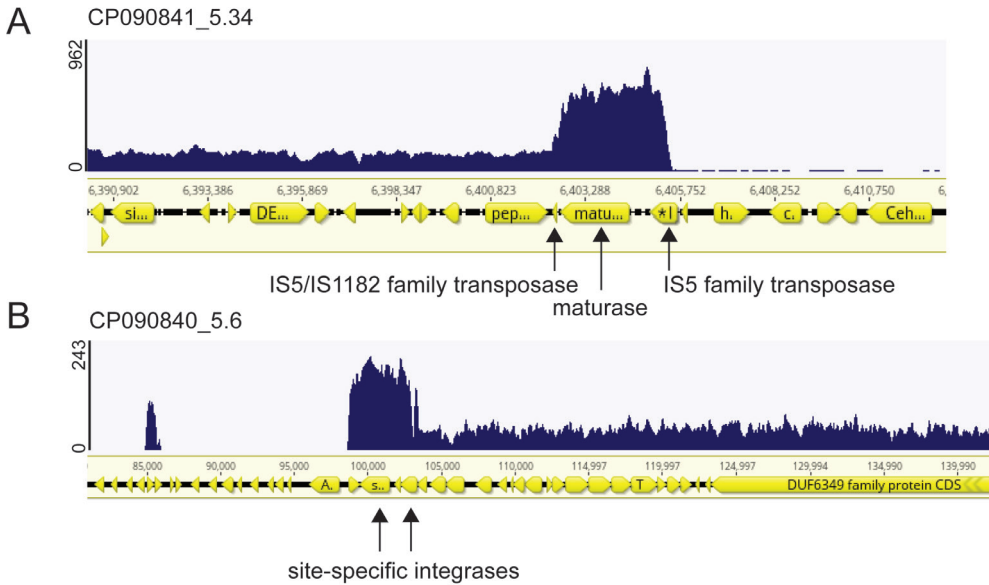 A
CP090841_5.34
962
0
6,390,902 6,393,386 6,395,869 6,398,347 6,400,823 6,403,288 6,405,752 6,408,252 6,410,750 6,
si... DE... pep... matu... *I h. c. Ceh...
IS5/IS1182 family transposase
maturase
IS5 family transposase
B
CP090840_5.6
243
0
85,000 90,000 95,000 100,000 105,000 110,000 114,997 119,997 124,997 129,994 134,990 139,990
A. s.. T DUF6349 family protein CDS
site-specific integrases